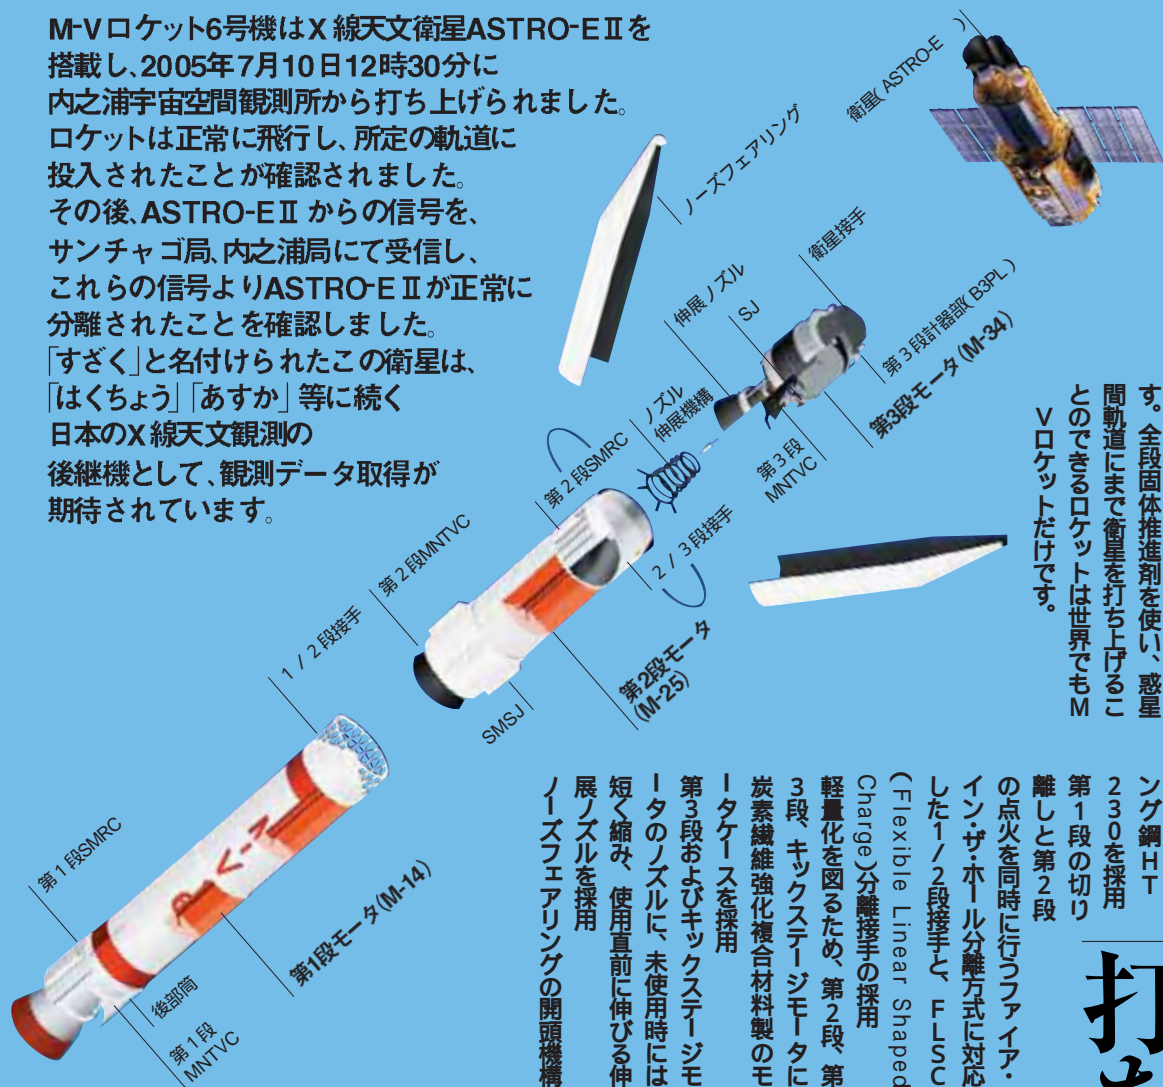 M-Vロケット6号機はX線天文衛星ASTRO-EⅡを
搭載し、2005年7月10日12時30分に
内之浦宇宙空間観測所から打ち上げられました。
ロケットは正常に飛行し、所定の軌道に
投入されたことが確認されました。
その後、ASTRO-EⅡからの信号を、
サンチャゴ局、内之浦局にて受信し、
これらの信号よりASTRO-EⅡが正常に
分離されたことを確認しました。
「すざく」と名付けられたこの衛星は、
「はくちょう」「あすか」等に続く
日本のX線天文観測の
後継機として、観測データ取得が
期待されています。
衛星(ASTRO-E )
ノーズフェアリング
衛星接手
伸展ノズル
SJ
第3段計器部(B3PL)
第3段モータ(M-34)
ノズル
伸展機構
第3段
MNTVC
第2段SMRC
2/3段接手
第2段MNTVC
1/2段接手
第2段モータ
(M-25)
SMSJ
第1段SMRC
M-V
第1段モータ(M-14)
後部筒
第1段
MNTVC
す。全段固体推進剤を使い、惑星
間軌道にまで衛星を打ち上げるこ
とのできるロケットは世界でもM
Vロケットだけです。
ング鋼HT
230を採用
第1段の切り
離しと第2段
の点火を同時に行うファイア・
イン・ザ・ホール分離方式に対応
した1/2段接手と、FLSC
(Flexible Linear Shaped
Charge)分離接手の採用
軽量化を図るため、第2段、第
3段、キックステージモータに
炭素繊維強化複合材料製のモ
ータケースを採用
第3段およびキックステージモ
ータのノズルに、未使用時には
短く縮み、使用直前に伸びる伸
展ノズルを採用
ノーズフェアリングの開頭機構
打